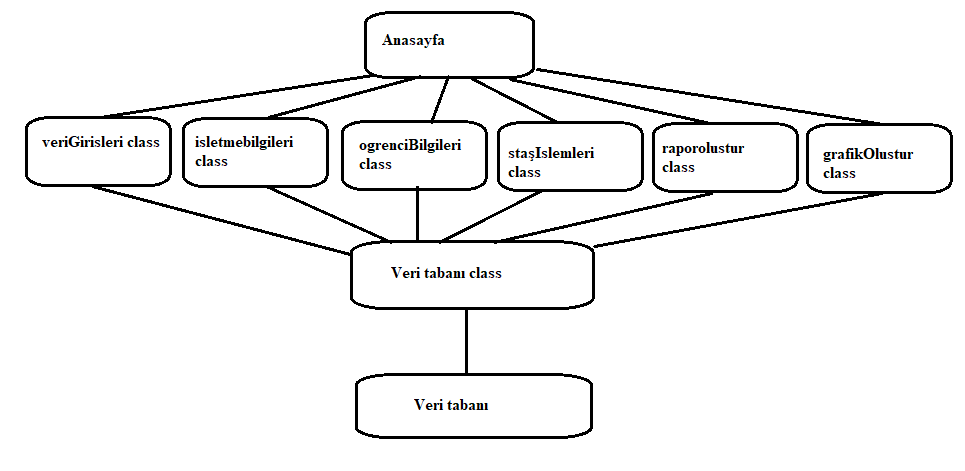 Anasayfa
veriGirisleri class
isletmebilgileri
class
ogrenciBilgileri
class
staşIslemleri
class
raporolustur
class
grafikOlustur
class
Veri tabanı class
Veri tabanı